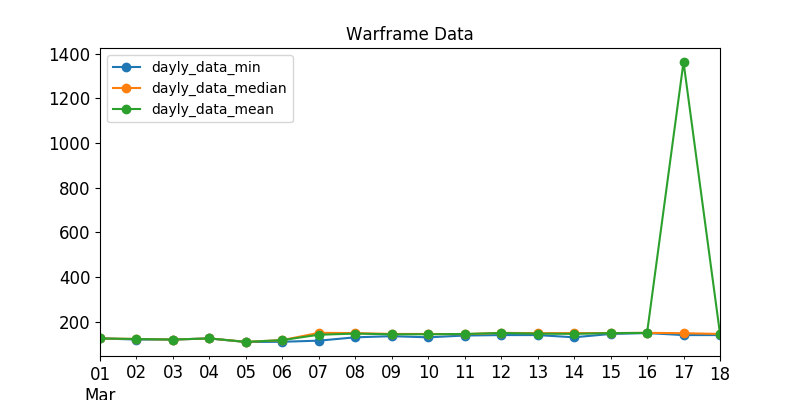 Warframe Data
dayly_data_min
dayly_data_median
dayly_data_mean
1400
1200
1000
800
600
400
200
01 02 03 04 05 06 07 08 09 10 11 12 13 14 15 16 17 18
Mar